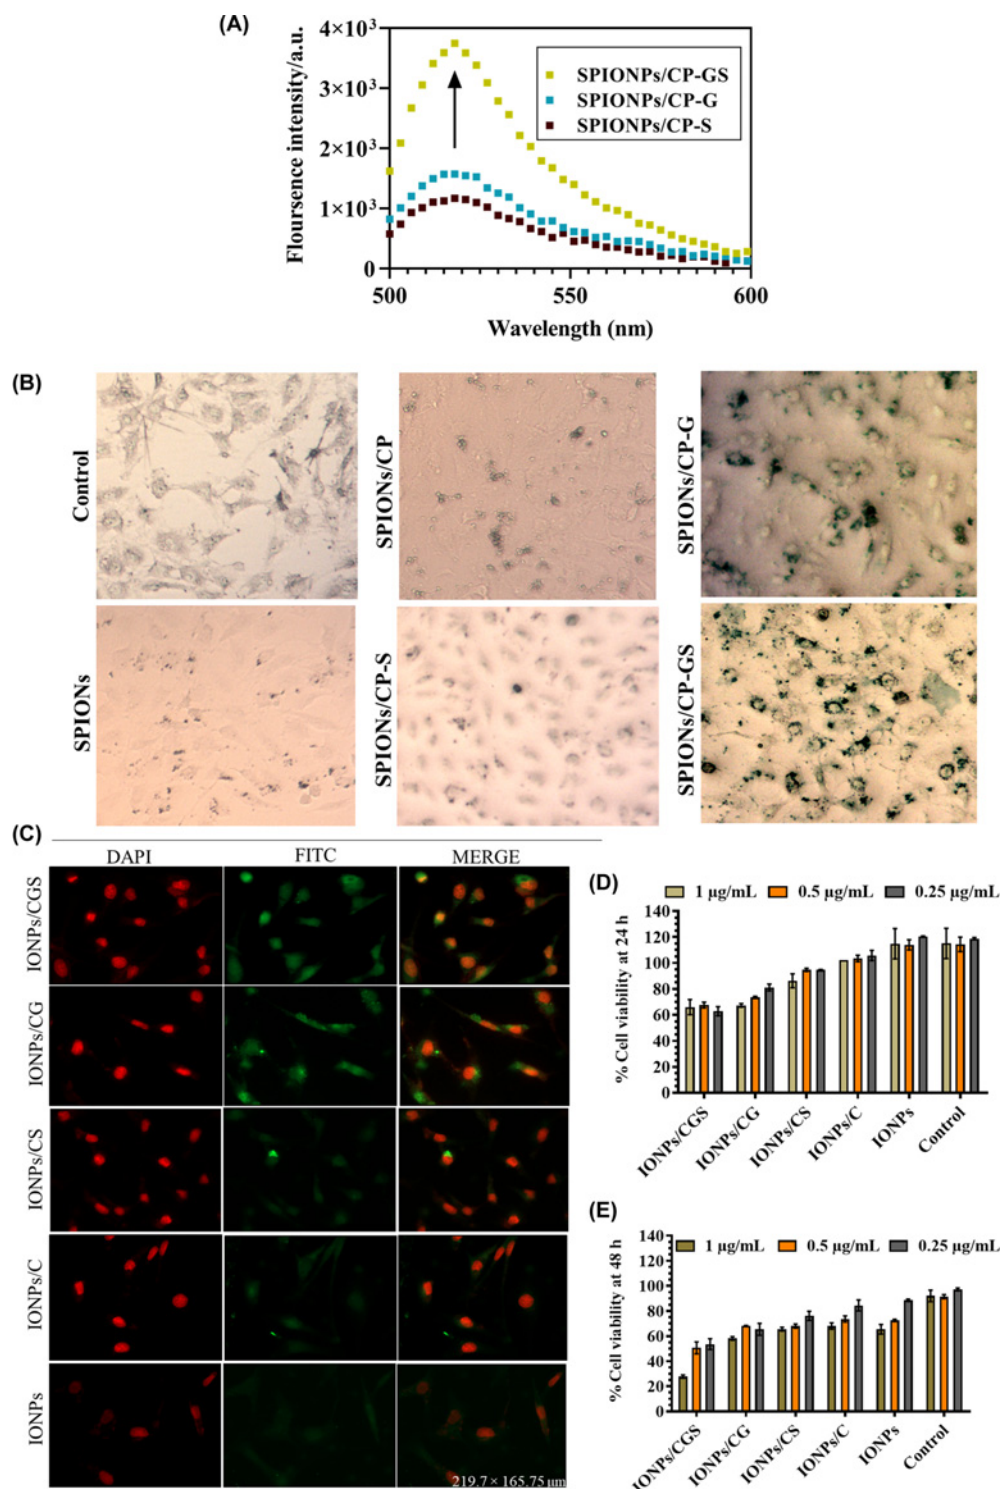 (A)
Floursence intensity/a.u.
4×10³
3×10³
2×10³
1×10³
0
500
550
600
Wavelength (nm)
SPIONPs/CP-GS
SPIONPs/CP-G
SPIONPs/CP-S
(B)
Control
SPIONs/CP
SPIONs/CP-G
SPIONs
SPIONs/CP-S
SPIONs/CP-GS
(C)
DAPI
FITC
MERGE
IONPs/CGS
IONPs/CG
IONPs/CS
IONPs/C
IONPs
219.7 × 165.75 µm
(D)
1 µg/mL
0.5 µg/mL
0.25 µg/mL
% Cell viability at 24 h
140
120
100
80
60
40
20
0
IONPs/CGS
IONPs/CG
IONPs/CS
IONPs/C
IONPs
Control
(E)
1 µg/mL
0.5 µg/mL
0.25 µg/mL
% Cell viability at 48 h
140
120
100
80
60
40
20
0
IONPs/CGS
IONPs/CG
IONPs/CS
IONPs/C
IONPs
Control